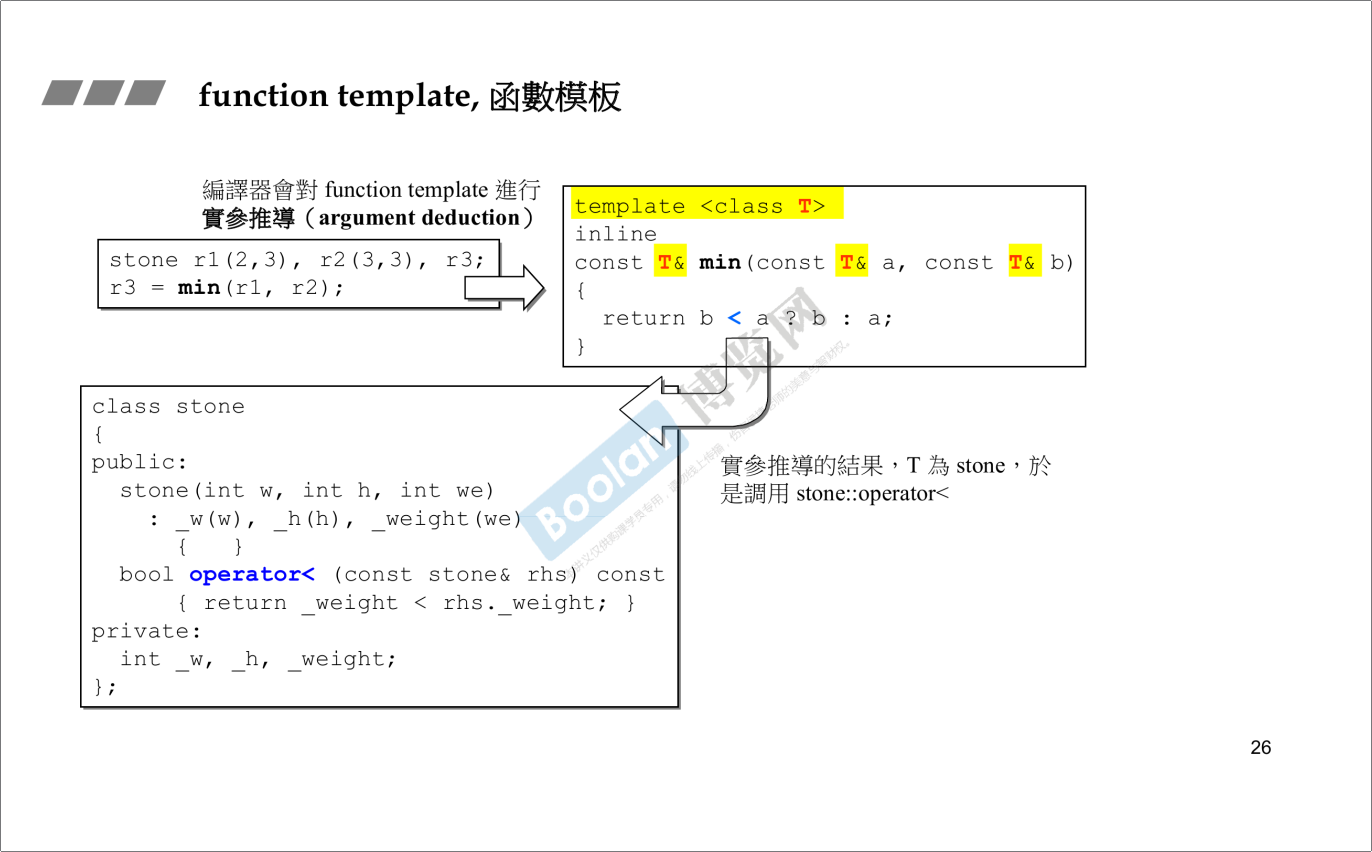 function template, 函數模板
編譯器會對 function template 進行
實參推導（argument deduction）
stone r1(2,3), r2(3,3), r3;
r3 = min(r1, r2);
template <class T>
inline
const T& min(const T& a, const T& b)
{
  return b < a ? b : a;
}
class stone
{
public:
  stone(int w, int h, int we)
    : _w(w), _h(h), _weight(we)
      {   }
  bool operator< (const stone& rhs) const
      { return _weight < rhs._weight; }
private:
  int _w, _h, _weight;
};
實參推導的結果，T 為 stone，於
是調用 stone::operator<
Boolan 博览网
26